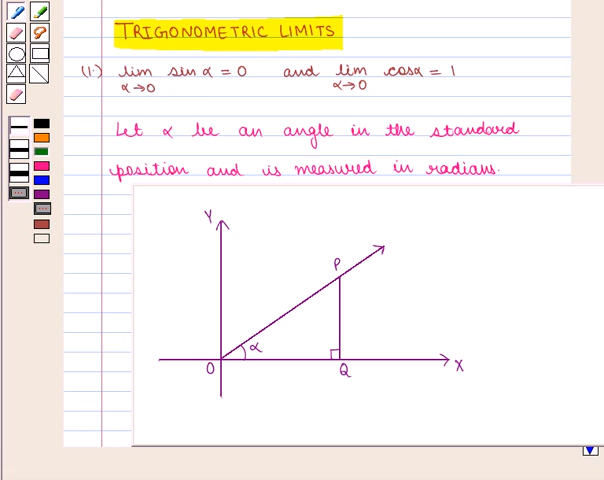 TRIGONOMETRIC LIMITS
(1.) lim sin α = 0 and lim cos α = 1
α→0 α→0
Let α be an angle in the standard
position and is measured in radians.
Y
P
α
O
Q
X